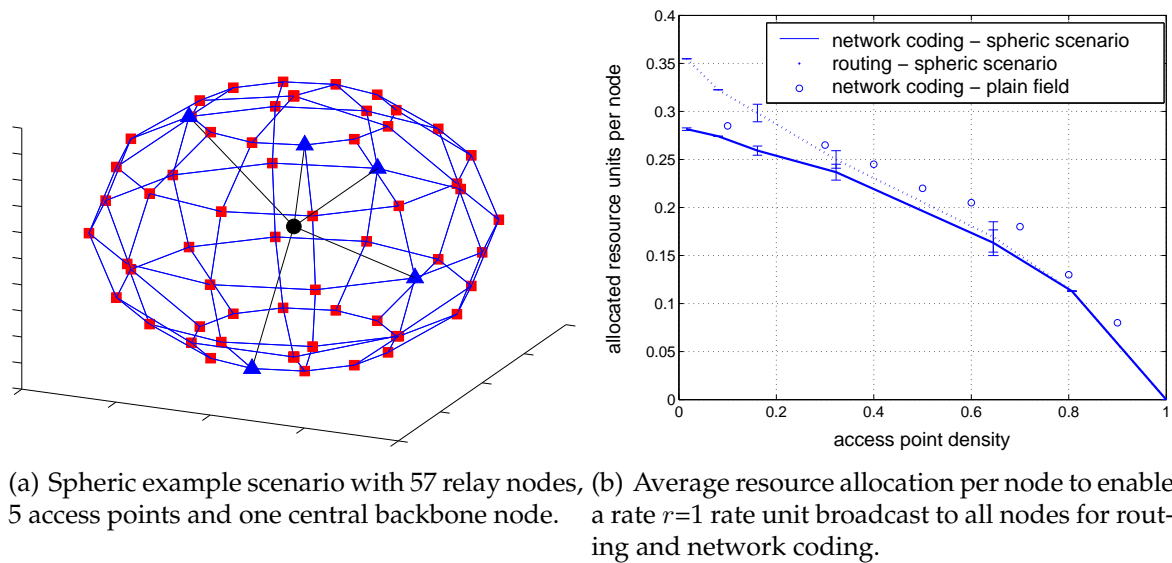 0.4
0.35
0.3
0.25
0.2
0.15
0.1
0.05
0
allocated resource units per node
network coding – spheric scenario
routing – spheric scenario
network coding – plain field
0 0.2 0.4 0.6 0.8 1
access point density
(a) Spheric example scenario with 57 relay nodes,
5 access points and one central backbone node.
(b) Average resource allocation per node to enable
a rate r=1 rate unit broadcast to all nodes for rout-
ing and network coding.